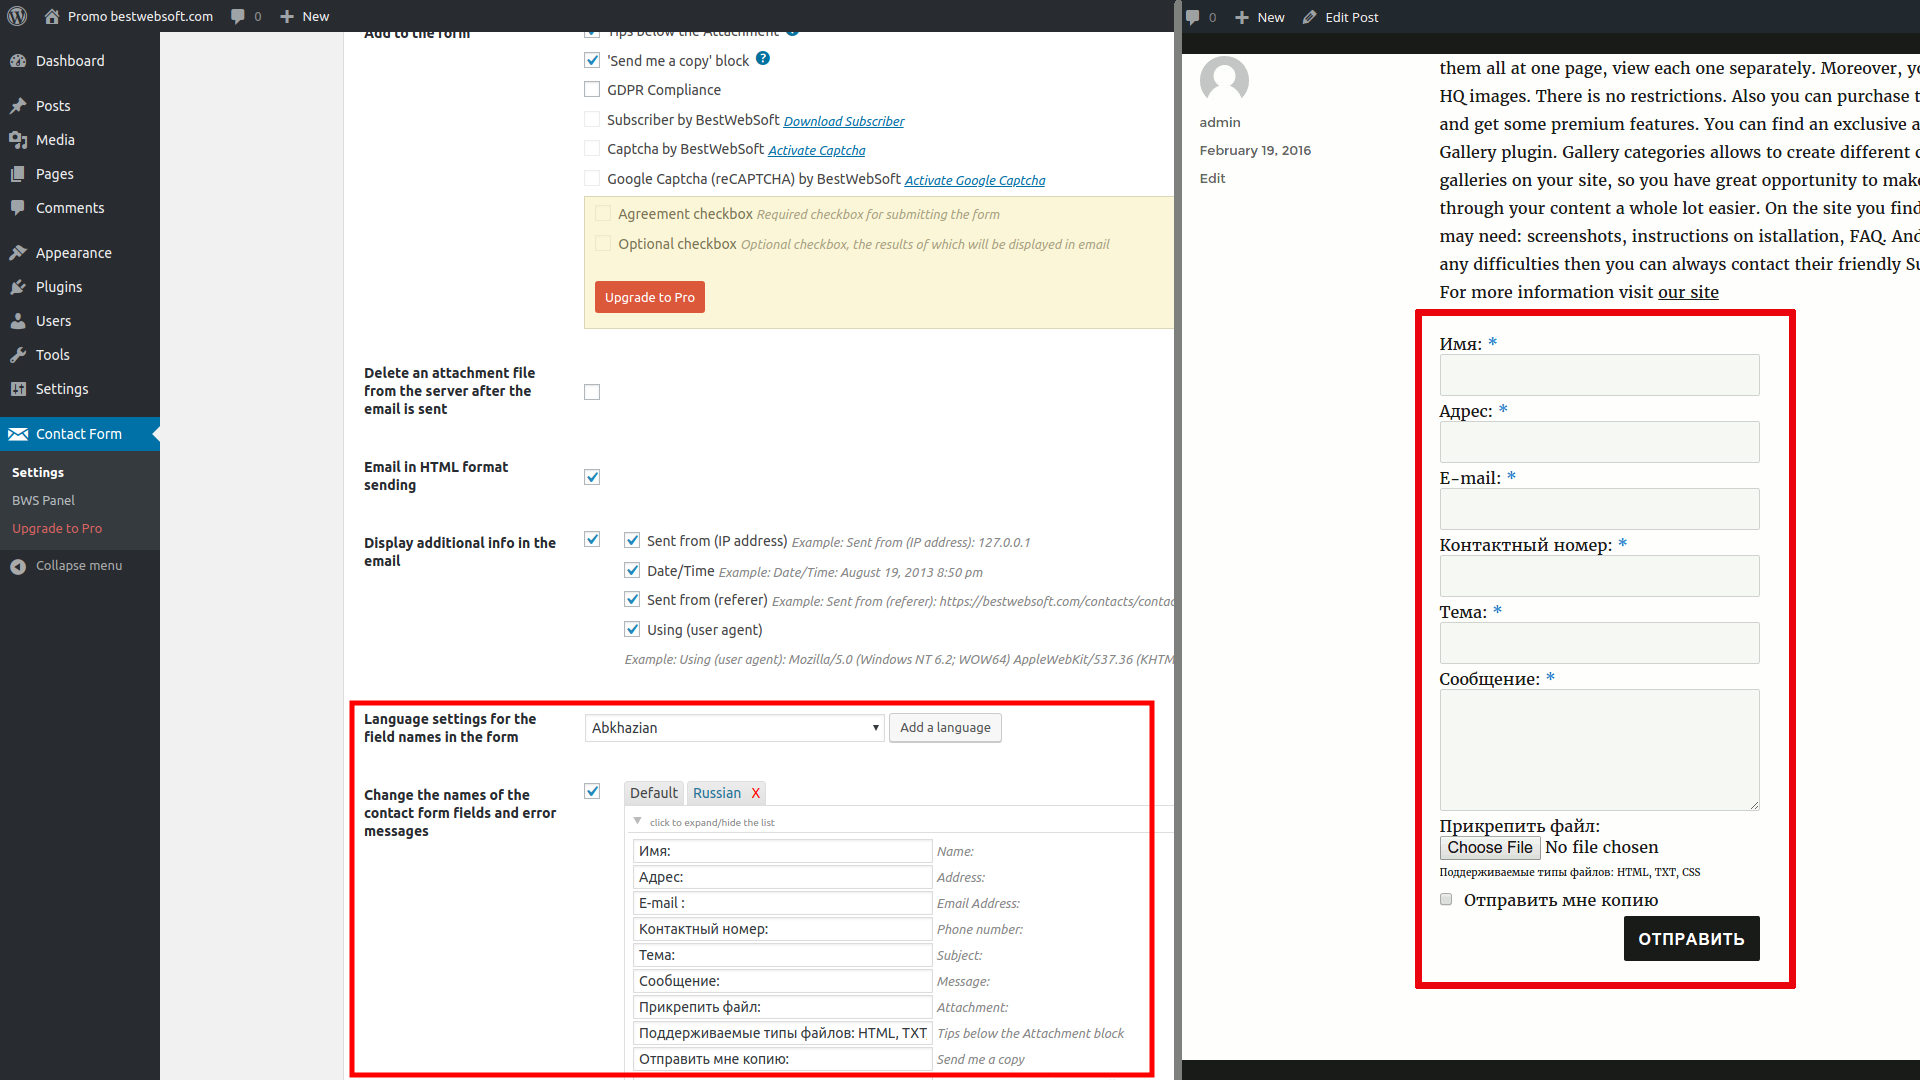 Promo bestwebsoft.com
0
New
Dashboard
Posts
Media
Pages
Comments
Appearance
Plugins
Users
Tools
Settings
Contact Form
Settings
BWS Panel
Upgrade to Pro
Collapse menu
Add to the form
Tips below the Attachment
'Send me a copy' block
GDPR Compliance
Subscriber by BestWebSoft Download Subscriber
Captcha by BestWebSoft Activate Captcha
Google Captcha (reCAPTCHA) by BestWebSoft Activate Google Captcha
Agreement checkbox Required checkbox for submitting the form
Optional checkbox Optional checkbox, the results of which will be displayed in email
Upgrade to Pro
Delete an attachment file
from the server after the
email is sent
Email in HTML format
sending
Display additional info in the
email
Sent from (IP address) Example: Sent from (IP address): 127.0.0.1
Date/Time Example: Date/Time: August 19, 2013 8:50 pm
Sent from (referer) Example: Sent from (referer): https://bestwebsoft.com/contacts/contac
Using (user agent)
Example: Using (user agent): Mozilla/5.0 (Windows NT 6.2; WOW64) AppleWebKit/537.36 (KHTM
Language settings for the
field names in the form
Abkhazian
Add a language
Change the names of the
contact form fields and error
messages
Default
Russian X
click to expand/hide the list
Имя: Name:
Адрес: Address:
E-mail : Email Address:
Контактный номер: Phone number:
Тема: Subject:
Сообщение: Message:
Прикрепить файл: Attachment:
Поддерживаемые типы файлов: HTML, TXT, Tips below the Attachment block
Отправить мне копию: Send me a copy
0
New
Edit Post
admin
February 19, 2016
Edit
them all at one page, view each one separately. Moreover, yo
HQ images. There is no restrictions. Also you can purchase t
and get some premium features. You can find an exclusive a
Gallery plugin. Gallery categories allows to create different c
galleries on your site, so you have great opportunity to make
through your content a whole lot easier. On the site you find
may need: screenshots, instructions on istallation, FAQ. And
any difficulties then you can always contact their friendly Su
For more information visit our site
Имя: *
Адрес: *
E-mail: *
Контактный номер: *
Тема: *
Сообщение: *
Прикрепить файл:
Choose File No file chosen
Поддерживаемые типы файлов: HTML, TXT, CSS
Отправить мне копию
ОТПРАВИТЬ